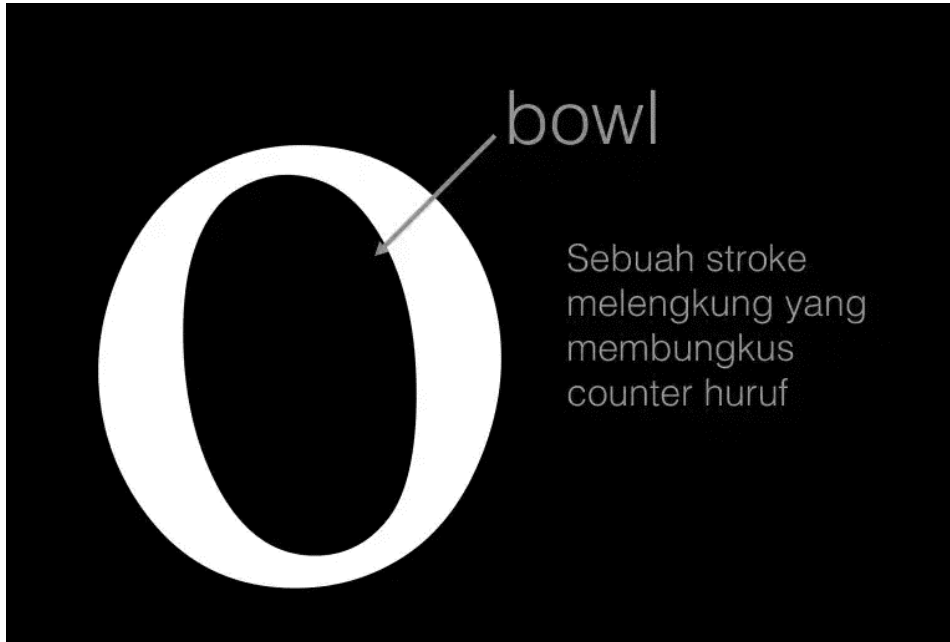 bowl
O
Sebuah stroke
melengkung yang
membungkus
counter huruf